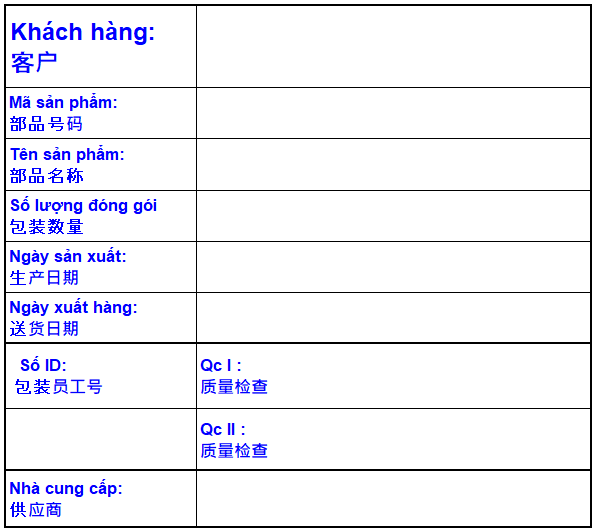 Khách hàng:
客户
Mã sản phẩm:
部品号码
Tên sản phẩm:
部品名称
Số lượng đóng gói
包装数量
Ngày sản xuất:
生产日期
Ngày xuất hàng:
送货日期
Số ID:
包装员工号
Qc I :
质量检查
Qc II :
质量检查
Nhà cung cấp:
供应商